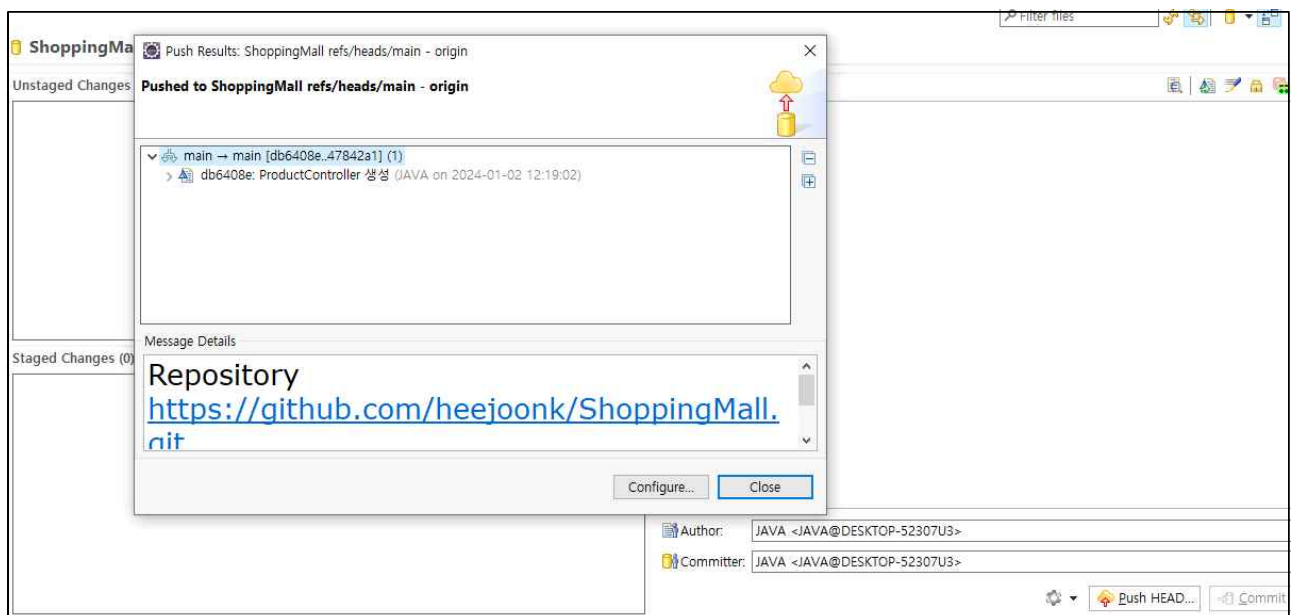 Filter files
ShoppingMa
Push Results: ShoppingMall refs/heads/main - origin
Unstaged Changes
Pushed to ShoppingMall refs/heads/main - origin
main → main [db6408e..47842a1] (1)
db6408e: ProductController 생성 (JAVA on 2024-01-02 12:19:02)
Message Details
Staged Changes (0)
Repository
https://github.com/heejoonk/ShoppingMall.
git
Configure...
Close
Author:
JAVA <JAVA@DESKTOP-52307U3>
Committer:
JAVA <JAVA@DESKTOP-52307U3>
Push HEAD...
Commit